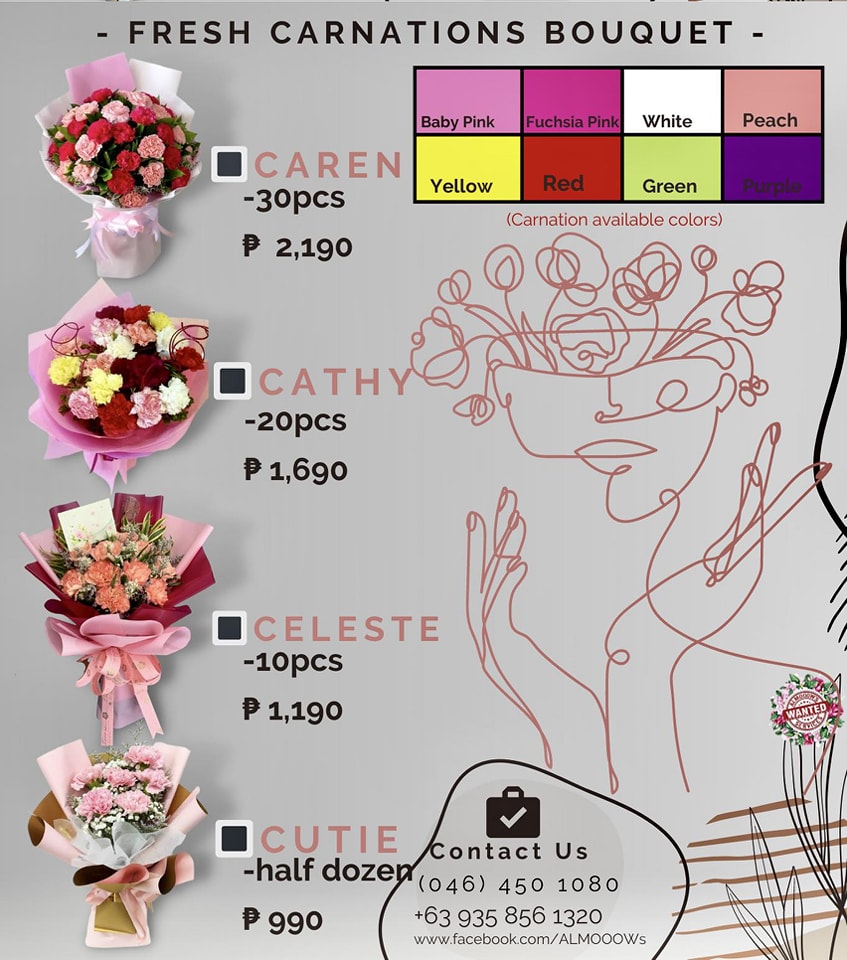 - FRESH CARNATIONS BOUQUET -
Baby Pink
Fuchsia Pink
White
Peach
Yellow
Red
Green
Purple
(Carnation available colors)
CAREN
-30pcs
₱ 2,190
CATHY
-20pcs
₱ 1,690
CELESTE
-10pcs
₱ 1,190
CUTIE
-half dozen
₱ 990
WANTED
SERVICES
Contact Us
(046) 450 1080
+63 935 856 1320
www.facebook.com/ALMOOOWs